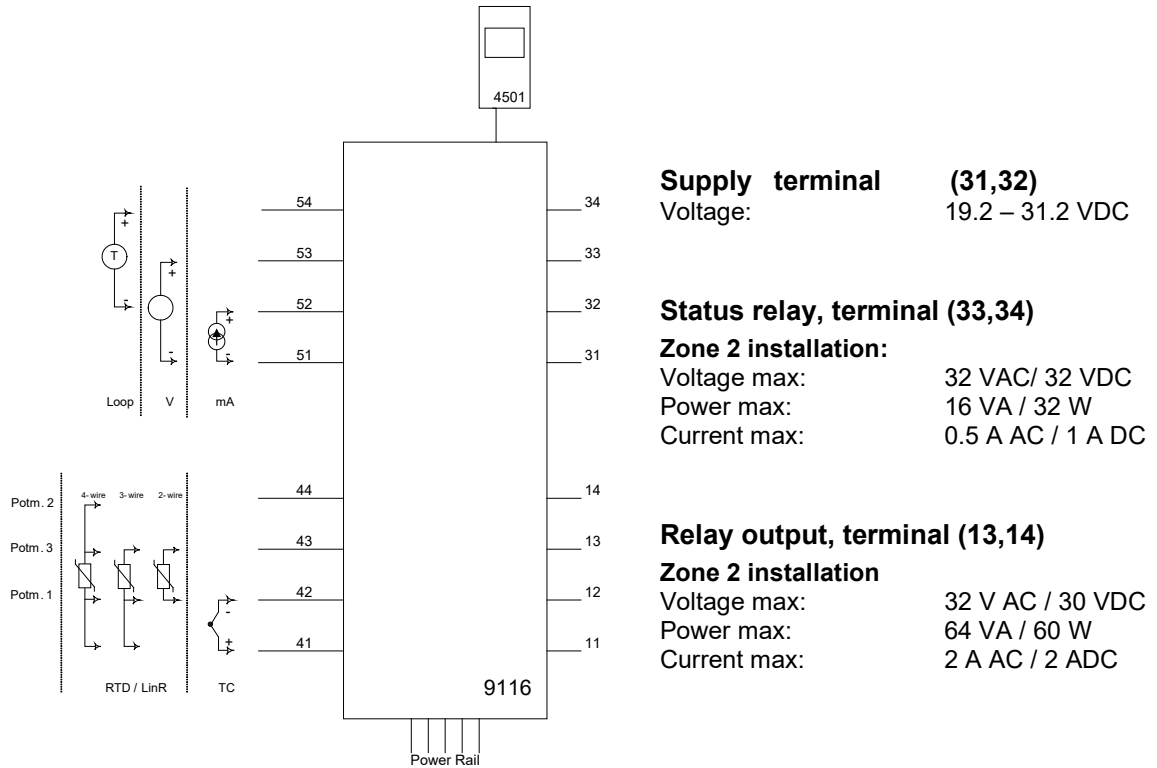 4501
54
53
52
51
34
33
32
31
+
-
T
+
-
+
-
Loop
V
mA
44
43
42
41
14
13
12
11
Potm. 2
Potm. 3
Potm. 1
4- wire
3- wire
2- wire
-
+
RTD / LinR
TC
9116
Power Rail
Supply terminal (31,32)
Voltage: 19.2 – 31.2 VDC
Status relay, terminal (33,34)
Zone 2 installation:
Voltage max: 32 VAC/ 32 VDC
Power max: 16 VA / 32 W
Current max: 0.5 A AC / 1 A DC
Relay output, terminal (13,14)
Zone 2 installation
Voltage max: 32 V AC / 30 VDC
Power max: 64 VA / 60 W
Current max: 2 A AC / 2 ADC